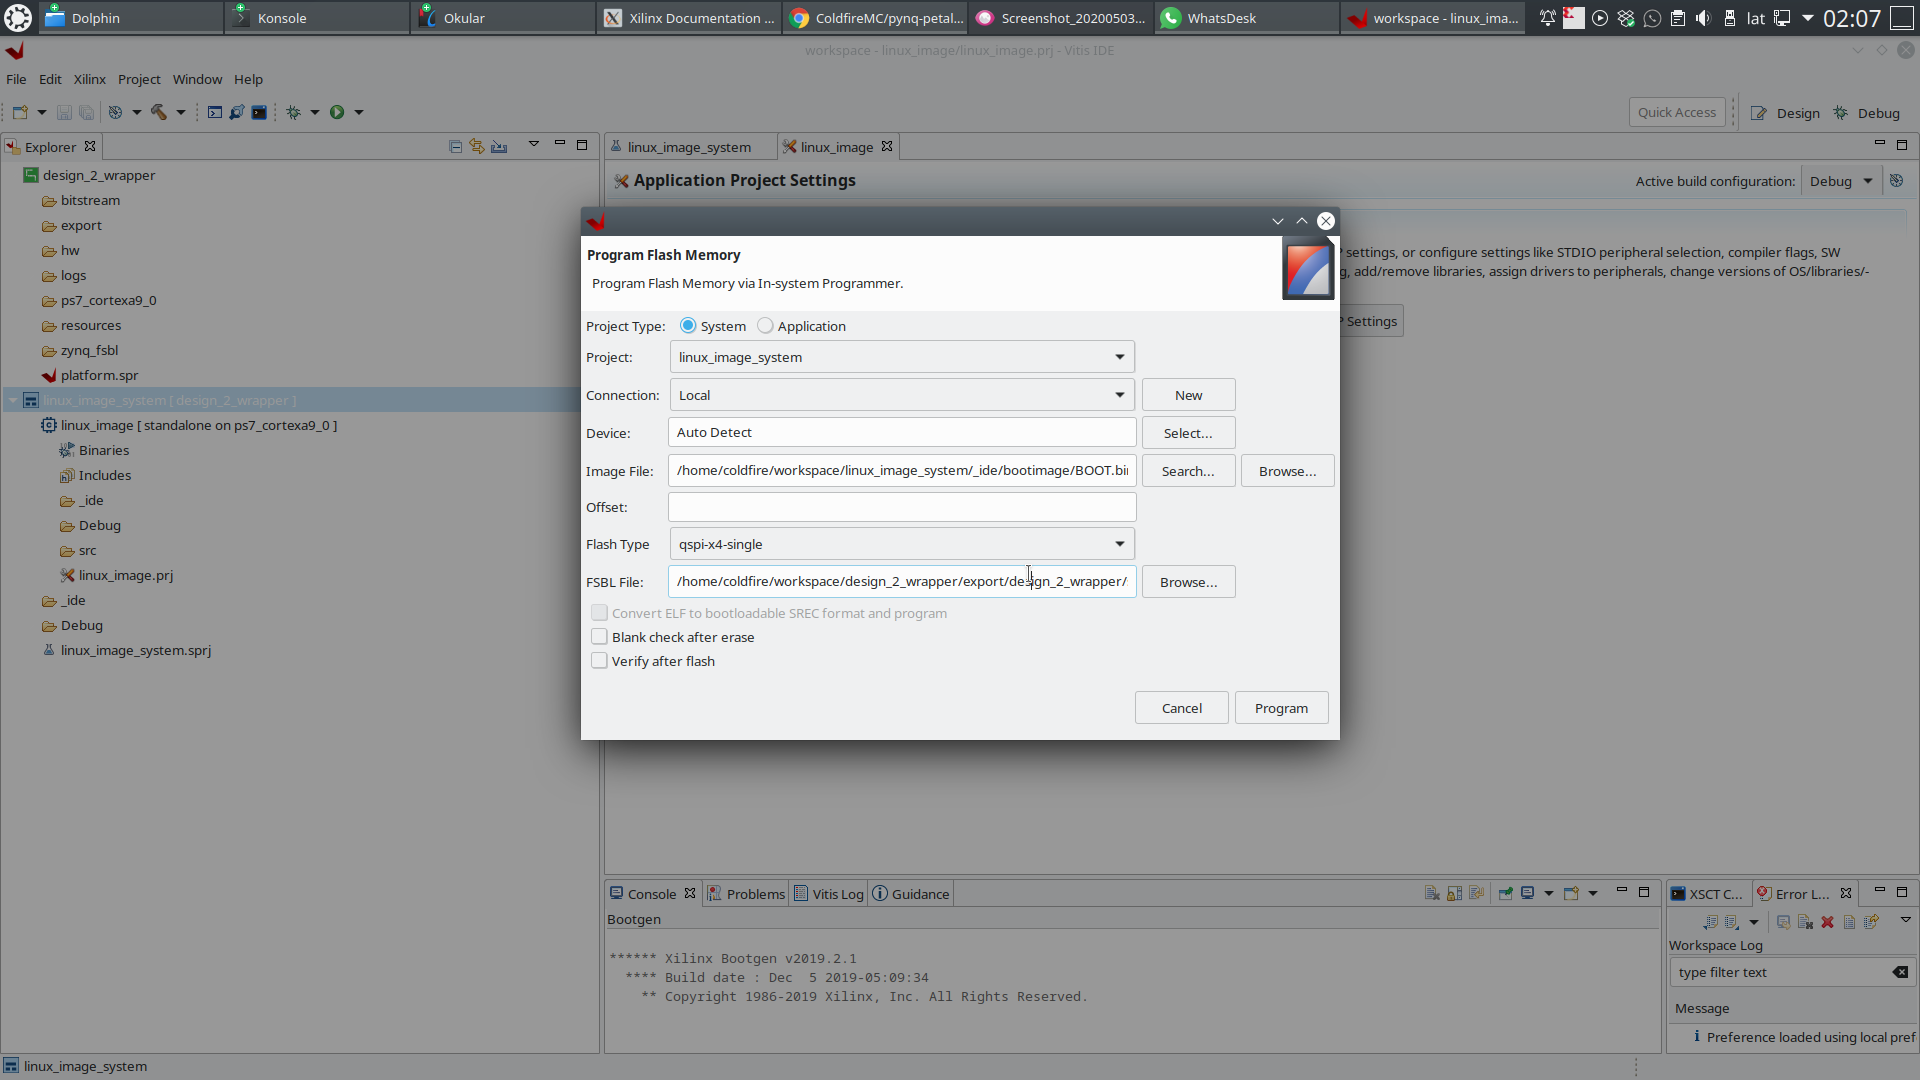 Dolphin
Konsole
Okular
Xilinx Documentation ...
ColdfireMC/pynq-petal...
Screenshot_20200503...
WhatsDesk
workspace - linux_ima...
lat
02:07
workspace - linux_image/linux_image.prj - Vitis IDE
File Edit Xilinx Project Window Help
Quick Access
Design
Debug
Explorer
linux_image_system
linux_image
design_2_wrapper
bitstream
export
hw
logs
ps7_cortexa9_0
resources
zynq_fsbl
platform.spr
linux_image_system [ design_2_wrapper ]
linux_image [ standalone on ps7_cortexa9_0 ]
Binaries
Includes
_ide
Debug
src
linux_image.prj
_ide
Debug
linux_image_system.sprj
Application Project Settings
Active build configuration: Debug
settings, or configure settings like STDIO peripheral selection, compiler flags, SW
, add/remove libraries, assign drivers to peripherals, change versions of OS/libraries/-
Settings
Program Flash Memory
Program Flash Memory via In-system Programmer.
Project Type: System Application
Project: linux_image_system
Connection: Local New
Device: Auto Detect Select...
Image File: /home/coldfire/workspace/linux_image_system/_ide/bootimage/BOOT.bin Search... Browse...
Offset:
Flash Type qspi-x4-single
FSBL File: /home/coldfire/workspace/design_2_wrapper/export/design_2_wrapper/ Browse...
Convert ELF to bootloadable SREC format and program
Blank check after erase
Verify after flash
Cancel Program
Console Problems Vitis Log Guidance
Bootgen
****** Xilinx Bootgen v2019.2.1
**** Build date : Dec 5 2019-05:09:34
** Copyright 1986-2019 Xilinx, Inc. All Rights Reserved.
XSCT C... Error L...
Workspace Log
type filter text
Message
Preference loaded using local pref
linux_image_system